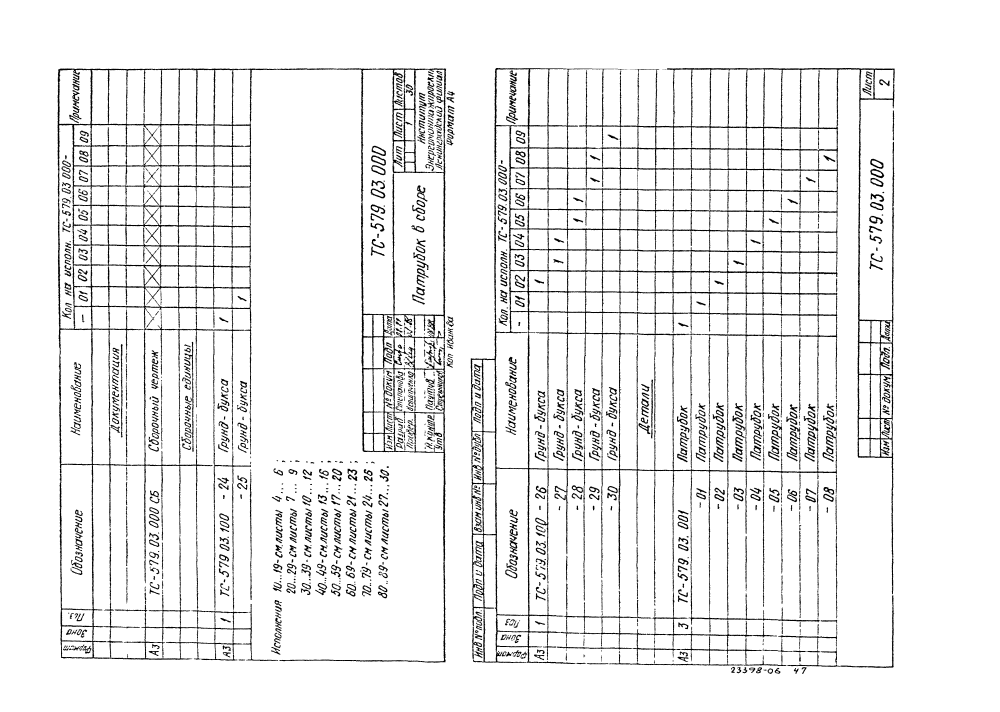 Формат
Зона
Поз.
Обозначение
Наименование
Кол. на исполн. ТС-579.03.000-
Примечание
- 01 02 03 04 05 06 07 08 09
Документация
А3 ТС-579.03.000 СБ Сборочный чертеж
Сборочные единицы
А3 1 ТС-579.03.100 -24 Грунд-букса 1
-25 Грунд-букса 1
Исполнения 10...19-см.листы 4...6;
20...29-см.листы 7...9;
30...39-см.листы 10...12;
40...49-см.листы 13...16;
50...59-см.листы 17...20;
60...69-см.листы 21...23;
70...79-см.листы 24...26;
80...89-см.листы 27...30.
ТС-579.03.000
Изм Лист № докум. Подп. Дата
Разраб. Степанова
Провер.
Н.контр.
Утв.
Патрубок в сборе
Лит Лист Листов
1 30
Институт
Ленинградский филиал
Формат А4
Инв № подл. Подп и дата Взам инв № Инв № дубл Подп и дата
Формат
Зона
Поз
Обозначение
Наименование
Кол. на исполн. ТС-579.03.000-
Примечание
- 01 02 03 04 05 06 07 08 09
А3 1 ТС-579.03.100 -26 Грунд-букса 1
-27 Грунд-букса 1 1
-28 Грунд-букса 1 1
-29 Грунд-букса 1 1
-30 Грунд-букса 1
Детали
А3 3 ТС-579.03.001 Патрубок 1
-01 Патрубок 1
-02 Патрубок 1
-03 Патрубок 1
-04 Патрубок 1
-05 Патрубок 1
-06 Патрубок 1
-07 Патрубок 1
-08 Патрубок 1
Изм Лист № докум Подп. Дата
ТС-579.03.000
Лист
2
23398-06 47